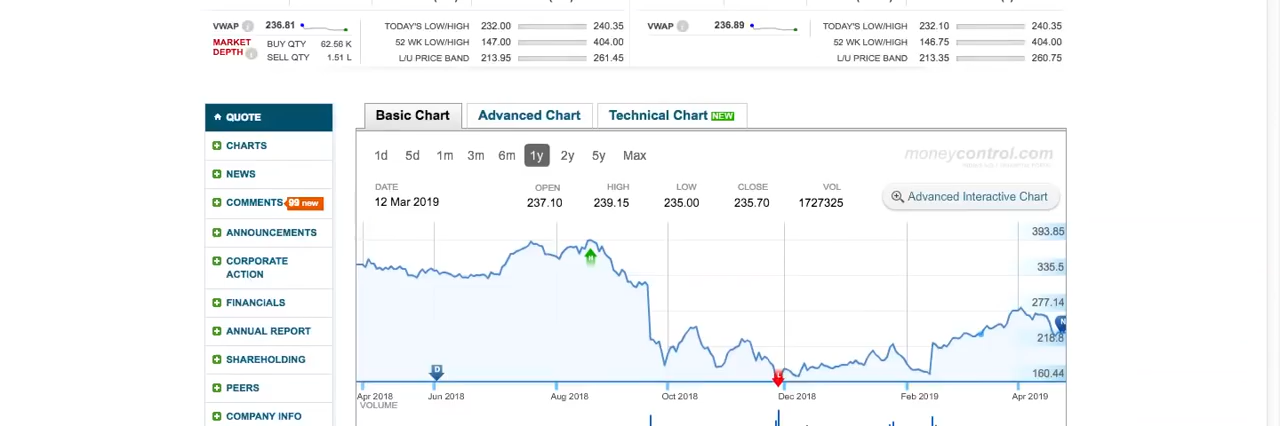 VWAP 236.81 TODAY'S LOW/HIGH 232.00 240.35 VWAP 236.89 TODAY'S LOW/HIGH 232.10 240.35
MARKET DEPTH BUY QTY 62.56 K 52 WK LOW/HIGH 147.00 404.00 52 WK LOW/HIGH 146.75 404.00
SELL QTY 1.51 L L/U PRICE BAND 213.95 261.45 L/U PRICE BAND 213.35 260.75
QUOTE
CHARTS
NEWS
COMMENTS 99 new
ANNOUNCEMENTS
CORPORATE
ACTION
FINANCIALS
ANNUAL REPORT
SHAREHOLDING
PEERS
COMPANY INFO
Basic Chart Advanced Chart Technical Chart NEW
1d 5d 1m 3m 6m 1y 2y 5y Max
moneycontrol.com
DATE OPEN HIGH LOW CLOSE VOL
12 Mar 2019 237.10 239.15 235.00 235.70 1727325
Advanced Interactive Chart
393.85
H
335.5
277.14
N
218.8
D
L
160.44
Apr 2018 Jun 2018 Aug 2018 Oct 2018 Dec 2018 Feb 2019 Apr 2019
VOLUME